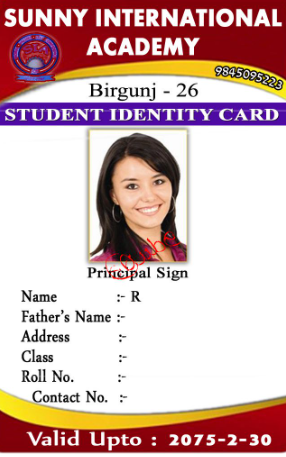 SUNNY INTERNATIONAL
ACADEMY
9845095223
Birgunj - 26
STUDENT IDENTITY CARD
Principal Sign
Name :- R
Father's Name :-
Address :-
Class :-
Roll No. :-
Contact No. :-
Valid Upto : 2075-2-30